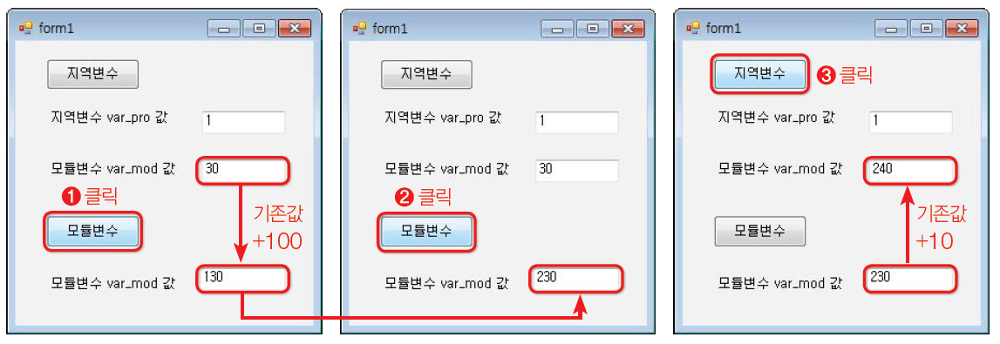 form1
지역변수
지역변수 var_pro 값
1
모듈변수 var_mod 값
30
❶ 클릭
기존값
+100
모듈변수
모듈변수 var_mod 값
130
form1
지역변수
지역변수 var_pro 값
1
모듈변수 var_mod 값
30
❷ 클릭
모듈변수
모듈변수 var_mod 값
230
form1
지역변수
❸ 클릭
지역변수 var_pro 값
1
모듈변수 var_mod 값
240
기존값
+10
모듈변수
모듈변수 var_mod 값
230